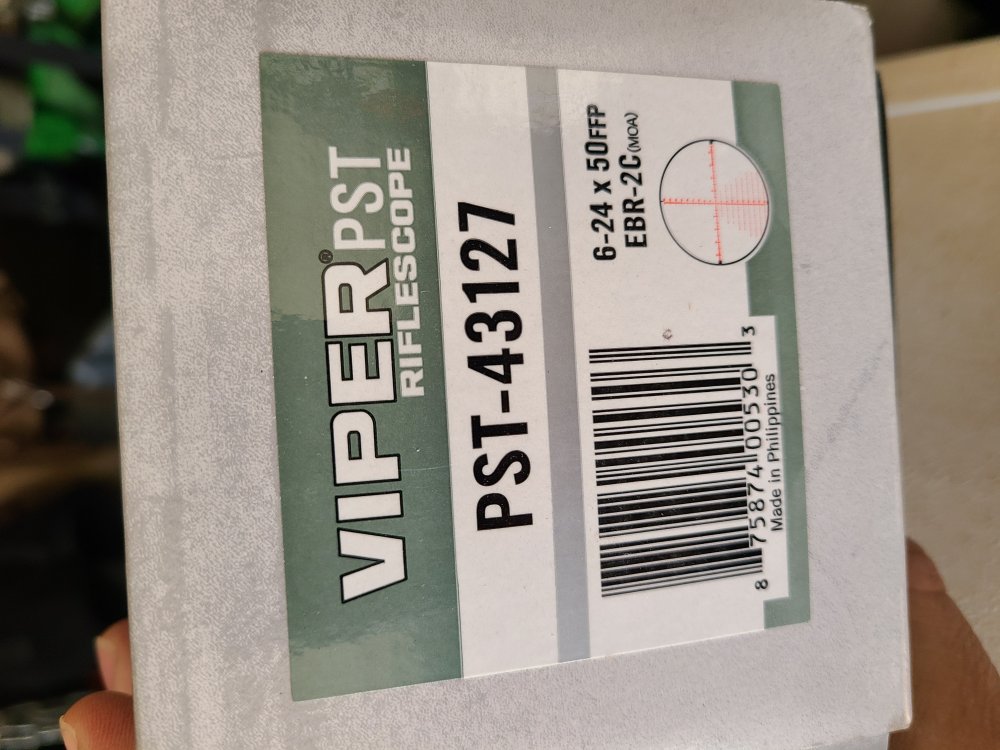 VIPER® PST
RIFLESCOPE
PST-43127
6-24 x 50FFP
EBR-2C (MOA)
8 75874 00530 3
Made in Philippines